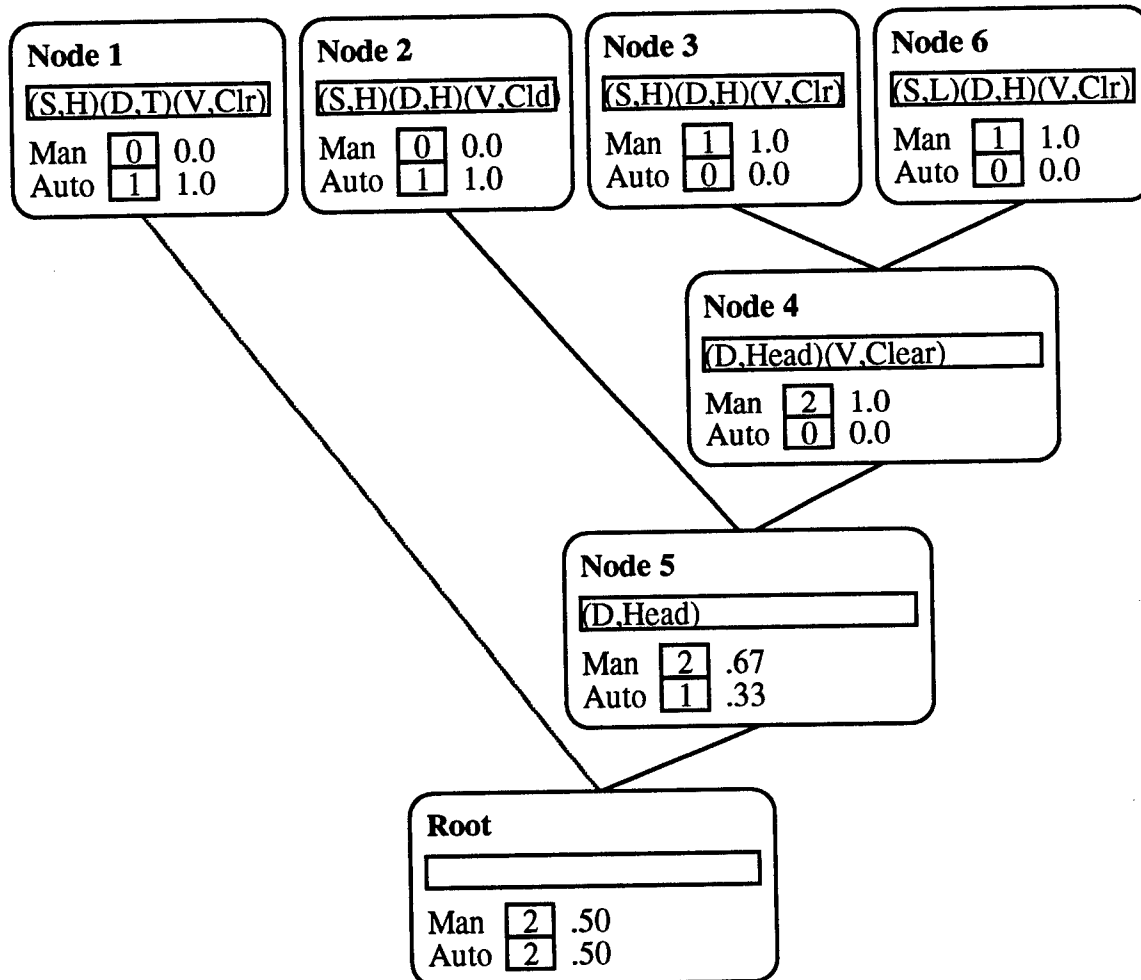 Node 1
(S,H)(D,T)(V,Clr)
Man 0 0.0
Auto 1 1.0
Node 2
(S,H)(D,H)(V,Cld)
Man 0 0.0
Auto 1 1.0
Node 3
(S,H)(D,H)(V,Clr)
Man 1 1.0
Auto 0 0.0
Node 6
(S,L)(D,H)(V,Clr)
Man 1 1.0
Auto 0 0.0
Node 4
(D,Head)(V,Clear)
Man 2 1.0
Auto 0 0.0
Node 5
(D,Head)
Man 2 .67
Auto 1 .33
Root
Man 2 .50
Auto 2 .50